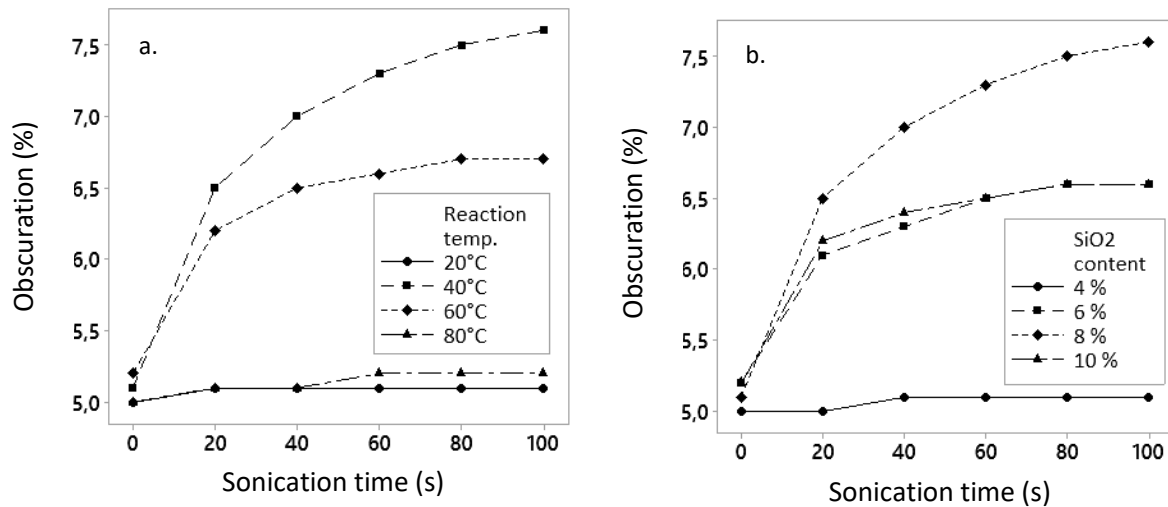 a.
Obscuration (%)
7,5
7,0
6,5
6,0
5,5
5,0
0 20 40 60 80 100
Sonication time (s)
Reaction
temp.
20°C
40°C
60°C
80°C
b.
Obscuration (%)
7,5
7,0
6,5
6,0
5,5
5,0
0 20 40 60 80 100
Sonication time (s)
SiO2
content
4 %
6 %
8 %
10 %